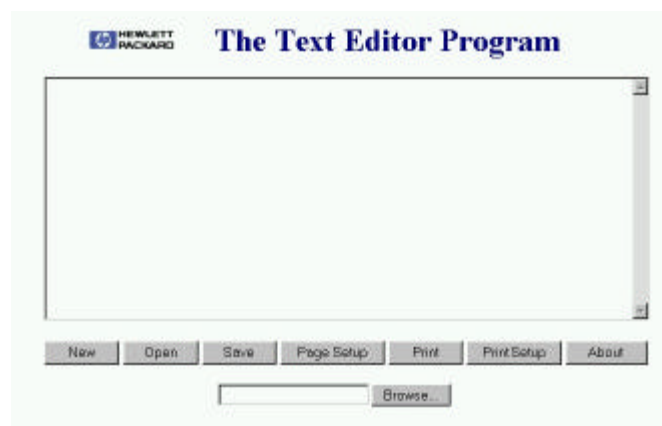 HEWLETT
PACKARD
The Text Editor Program
New Open Save Page Setup Print Print Setup About
Browse...